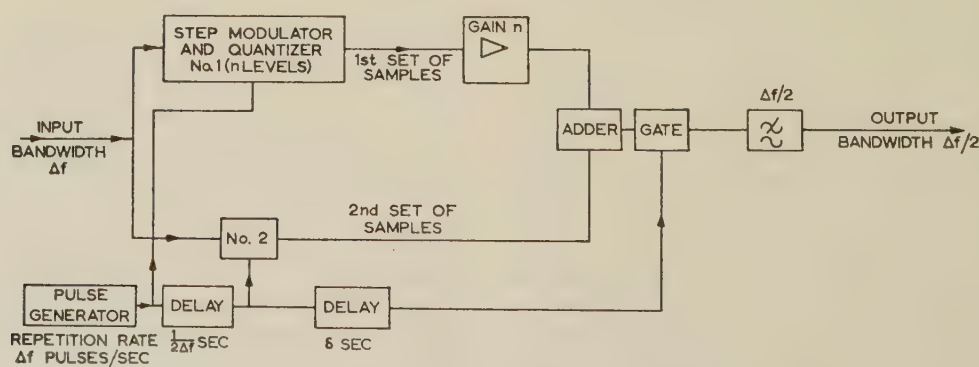 STEP MODULATOR
AND QUANTIZER
No.1 (n LEVELS)
1st SET OF
SAMPLES
GAIN n
INPUT
BANDWIDTH
Δf
ADDER
GATE
Δf/2
OUTPUT
BANDWIDTH Δf/2
2nd SET OF
SAMPLES
No. 2
PULSE
GENERATOR
DELAY
DELAY
REPETITION RATE
Δf PULSES/SEC
1/2Δf SEC
δ SEC